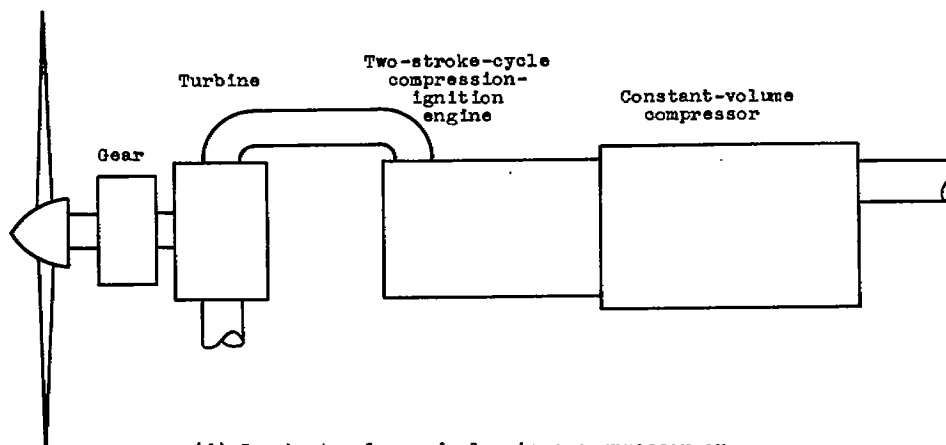 Turbine
Two-stroke-cycle
compression-
ignition
engine
Constant-volume
compressor
Gear